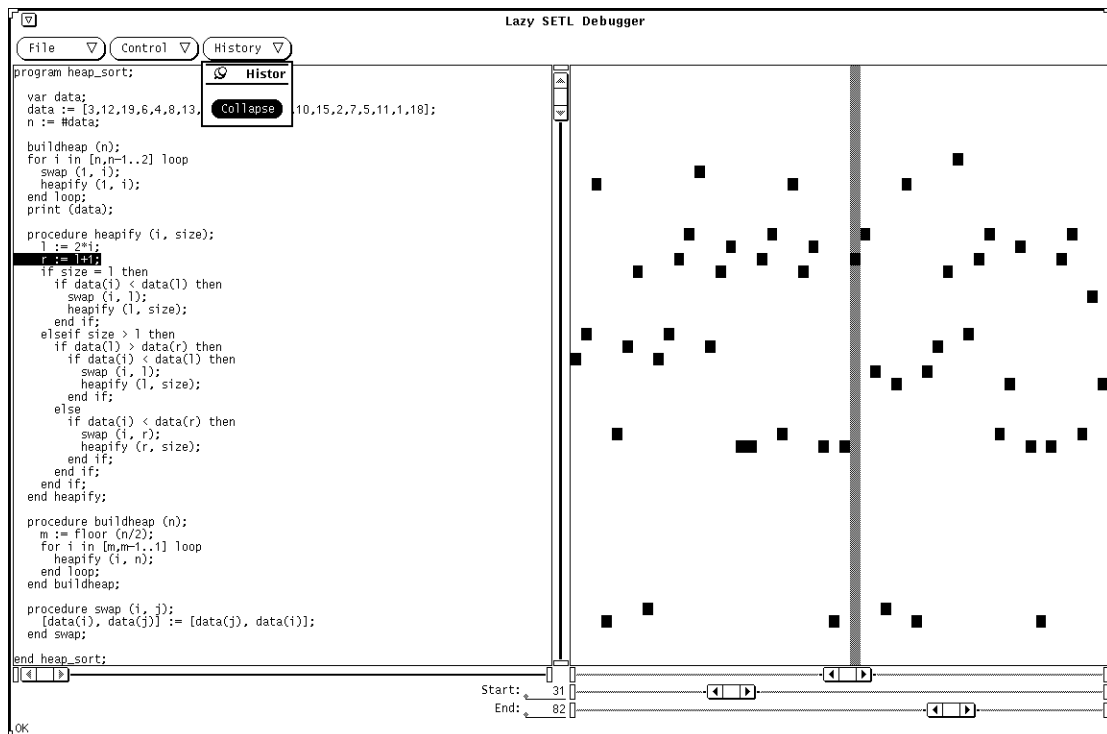 Lazy SETL Debugger
File Control History
Histor
Collapse
program heap_sort;
var data;
data := [3,12,19,6,4,8,13, 10,15,2,7,5,11,1,18];
n := #data;
buildheap (n);
for i in [n,n-1..2] loop
swap (1, i);
heapify (1, i);
end loop;
print (data);
procedure heapify (i, size);
l := 2*i;
r := l+1;
if size = l then
if data(i) < data(l) then
swap (i, l);
heapify (l, size);
end if;
elseif size > l then
if data(l) > data(r) then
if data(i) < data(l) then
swap (i, l);
heapify (l, size);
end if;
else
if data(i) < data(r) then
swap (i, r);
heapify (r, size);
end if;
end if;
end if;
end heapify;
procedure buildheap (n);
m := floor (n/2);
for i in [m,m-1..1] loop
heapify (i, n);
end loop;
end buildheap;
procedure swap (i, j);
[data(i), data(j)] := [data(j), data(i)];
end swap;
end heap_sort;
Start: 31
End: 82
OK